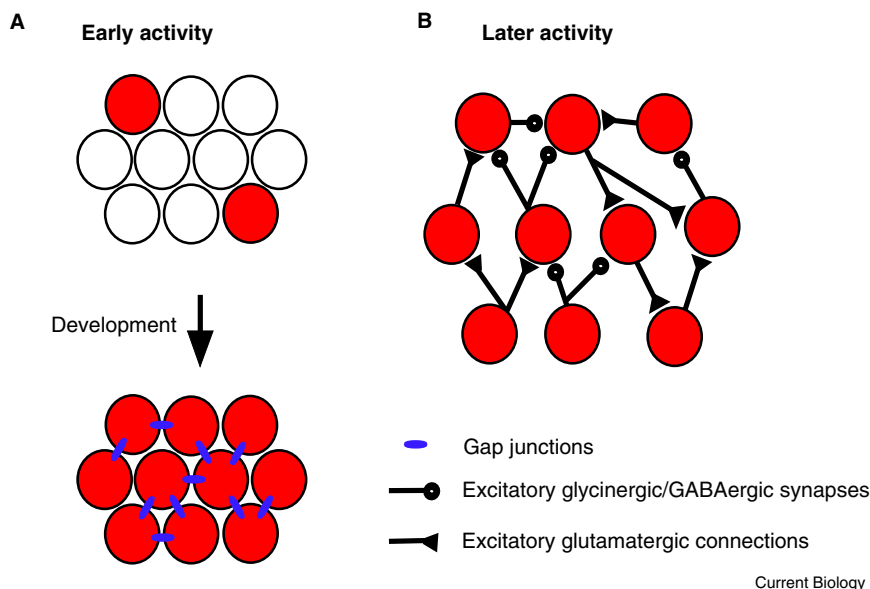 A
Early activity
Development
B
Later activity
Gap junctions
Excitatory glycinergic/GABAergic synapses
Excitatory glutamatergic connections
Current Biology